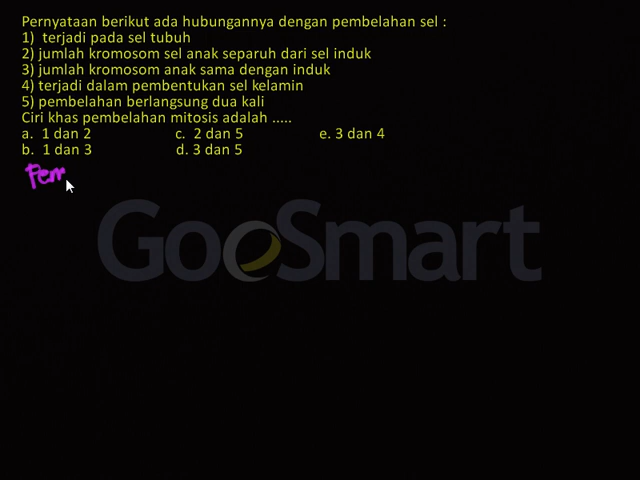 Pernyataan berikut ada hubungannya dengan pembelahan sel :
1) terjadi pada sel tubuh
2) jumlah kromosom sel anak separuh dari sel induk
3) jumlah kromosom anak sama dengan induk
4) terjadi dalam pembentukan sel kelamin
5) pembelahan berlangsung dua kali
Ciri khas pembelahan mitosis adalah .....
a. 1 dan 2 c. 2 dan 5 e. 3 dan 4
b. 1 dan 3 d. 3 dan 5
Pem
GoeSmart